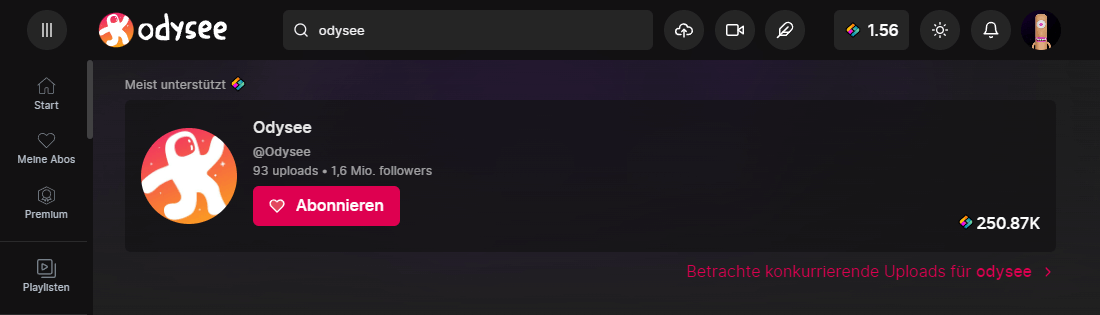 odysee
odysee
1.56
Start
Meine Abos
Premium
Playlisten
Meist unterstützt
Odysee
@Odysee
93 uploads • 1,6 Mio. followers
Abonnieren
250.87K
Betrachte konkurrierende Uploads für odysee